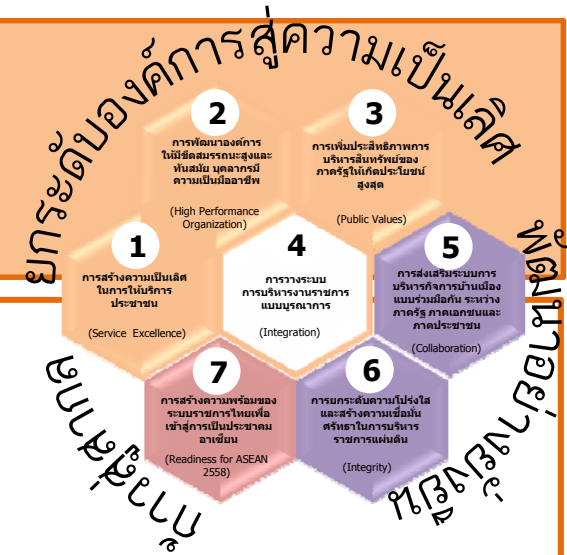 ยกระดับองค์การสู่ความเป็นเลิศ
2
การพัฒนาองค์การ
ให้มีขีดสมรรถนะสูงและ
ทันสมัย บุคลากรมี
ความเป็นมืออาชีพ
(High Performance
Organization)
3
การเพิ่มประสิทธิภาพการ
บริหารสินทรัพย์ของ
ภาครัฐให้เกิดประโยชน์
สูงสุด
(Public Values)
1
การสร้างความเป็นเลิศ
ในการให้บริการ
ประชาชน
(Service Excellence)
4
การวางระบบ
การบริหารงานราชการ
แบบบูรณาการ
(Integration)
5
การส่งเสริมระบบการ
บริหารกิจการบ้านเมือง
แบบร่วมมือกัน ระหว่าง
ภาครัฐ ภาคเอกชนและ
ภาคประชาชน
(Collaboration)
พัฒนาอย่างยั่งยืน
7
การสร้างความพร้อมของ
ระบบราชการไทยเพื่อ
เข้าสู่การเป็นประชาคม
อาเซียน
(Readiness for ASEAN
2558)
6
การยกระดับความโปร่งใส
และสร้างความเชื่อมั่น
ศรัทธาในการบริหาร
ราชการแผ่นดิน
(Integrity)
ก้าวสู่สากล